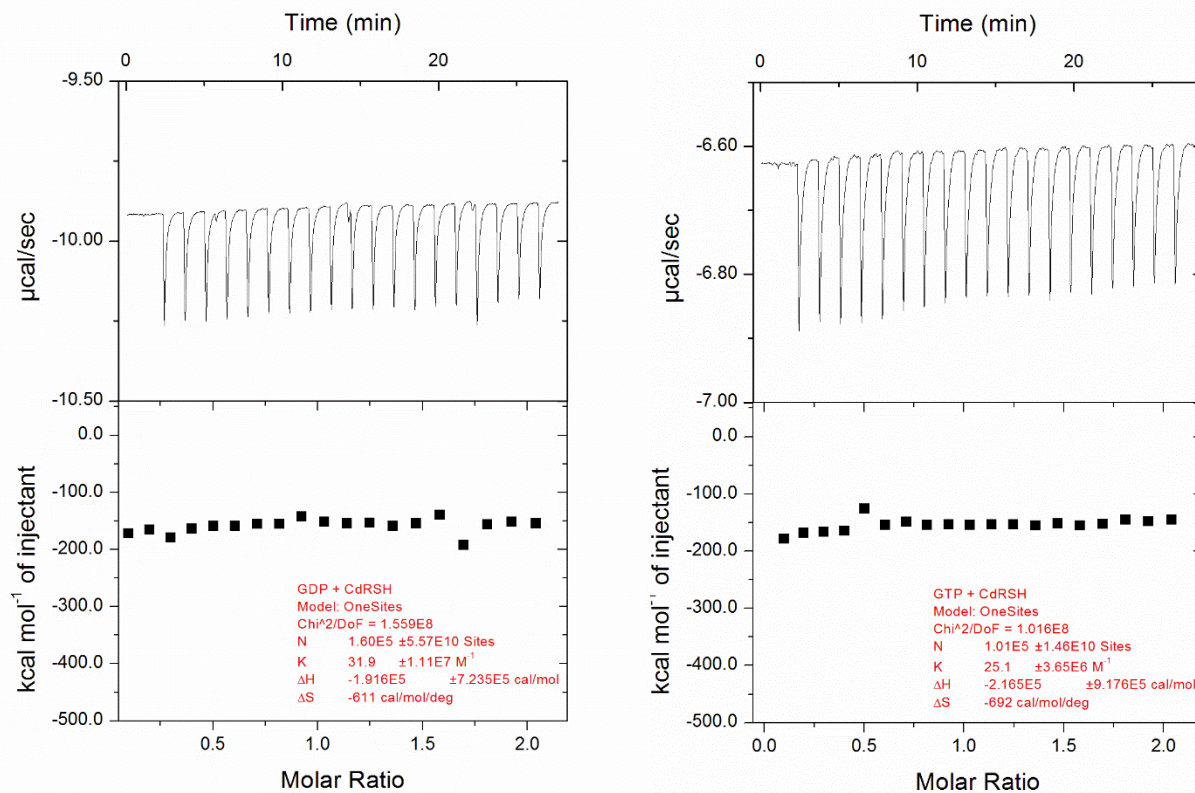 Time (min)
0 10 20
-9.50
-10.00
-10.50
µcal/sec
0.0
-100.0
-200.0
-300.0
-400.0
-500.0
kcal mol⁻¹ of injectant
GDP + CdRSH
Model: OneSites
Chi^2/DoF = 1.559E8
N 1.60E5 ±5.57E10 Sites
K 31.9 ±1.11E7 M⁻¹
ΔH -1.916E5 ±7.235E5 cal/mol
ΔS -611 cal/mol/deg
0.5 1.0 1.5 2.0
Molar Ratio
Time (min)
0 10 20
-6.60
-6.80
-7.00
µcal/sec
0.0
-100.0
-200.0
-300.0
-400.0
-500.0
kcal mol⁻¹ of injectant
GTP + CdRSH
Model: OneSites
Chi^2/DoF = 1.016E8
N 1.01E5 ±1.46E10 Sites
K 25.1 ±3.65E6 M⁻¹
ΔH -2.165E5 ±9.176E5 cal/mol
ΔS -692 cal/mol/deg
0.0 0.5 1.0 1.5 2.0
Molar Ratio